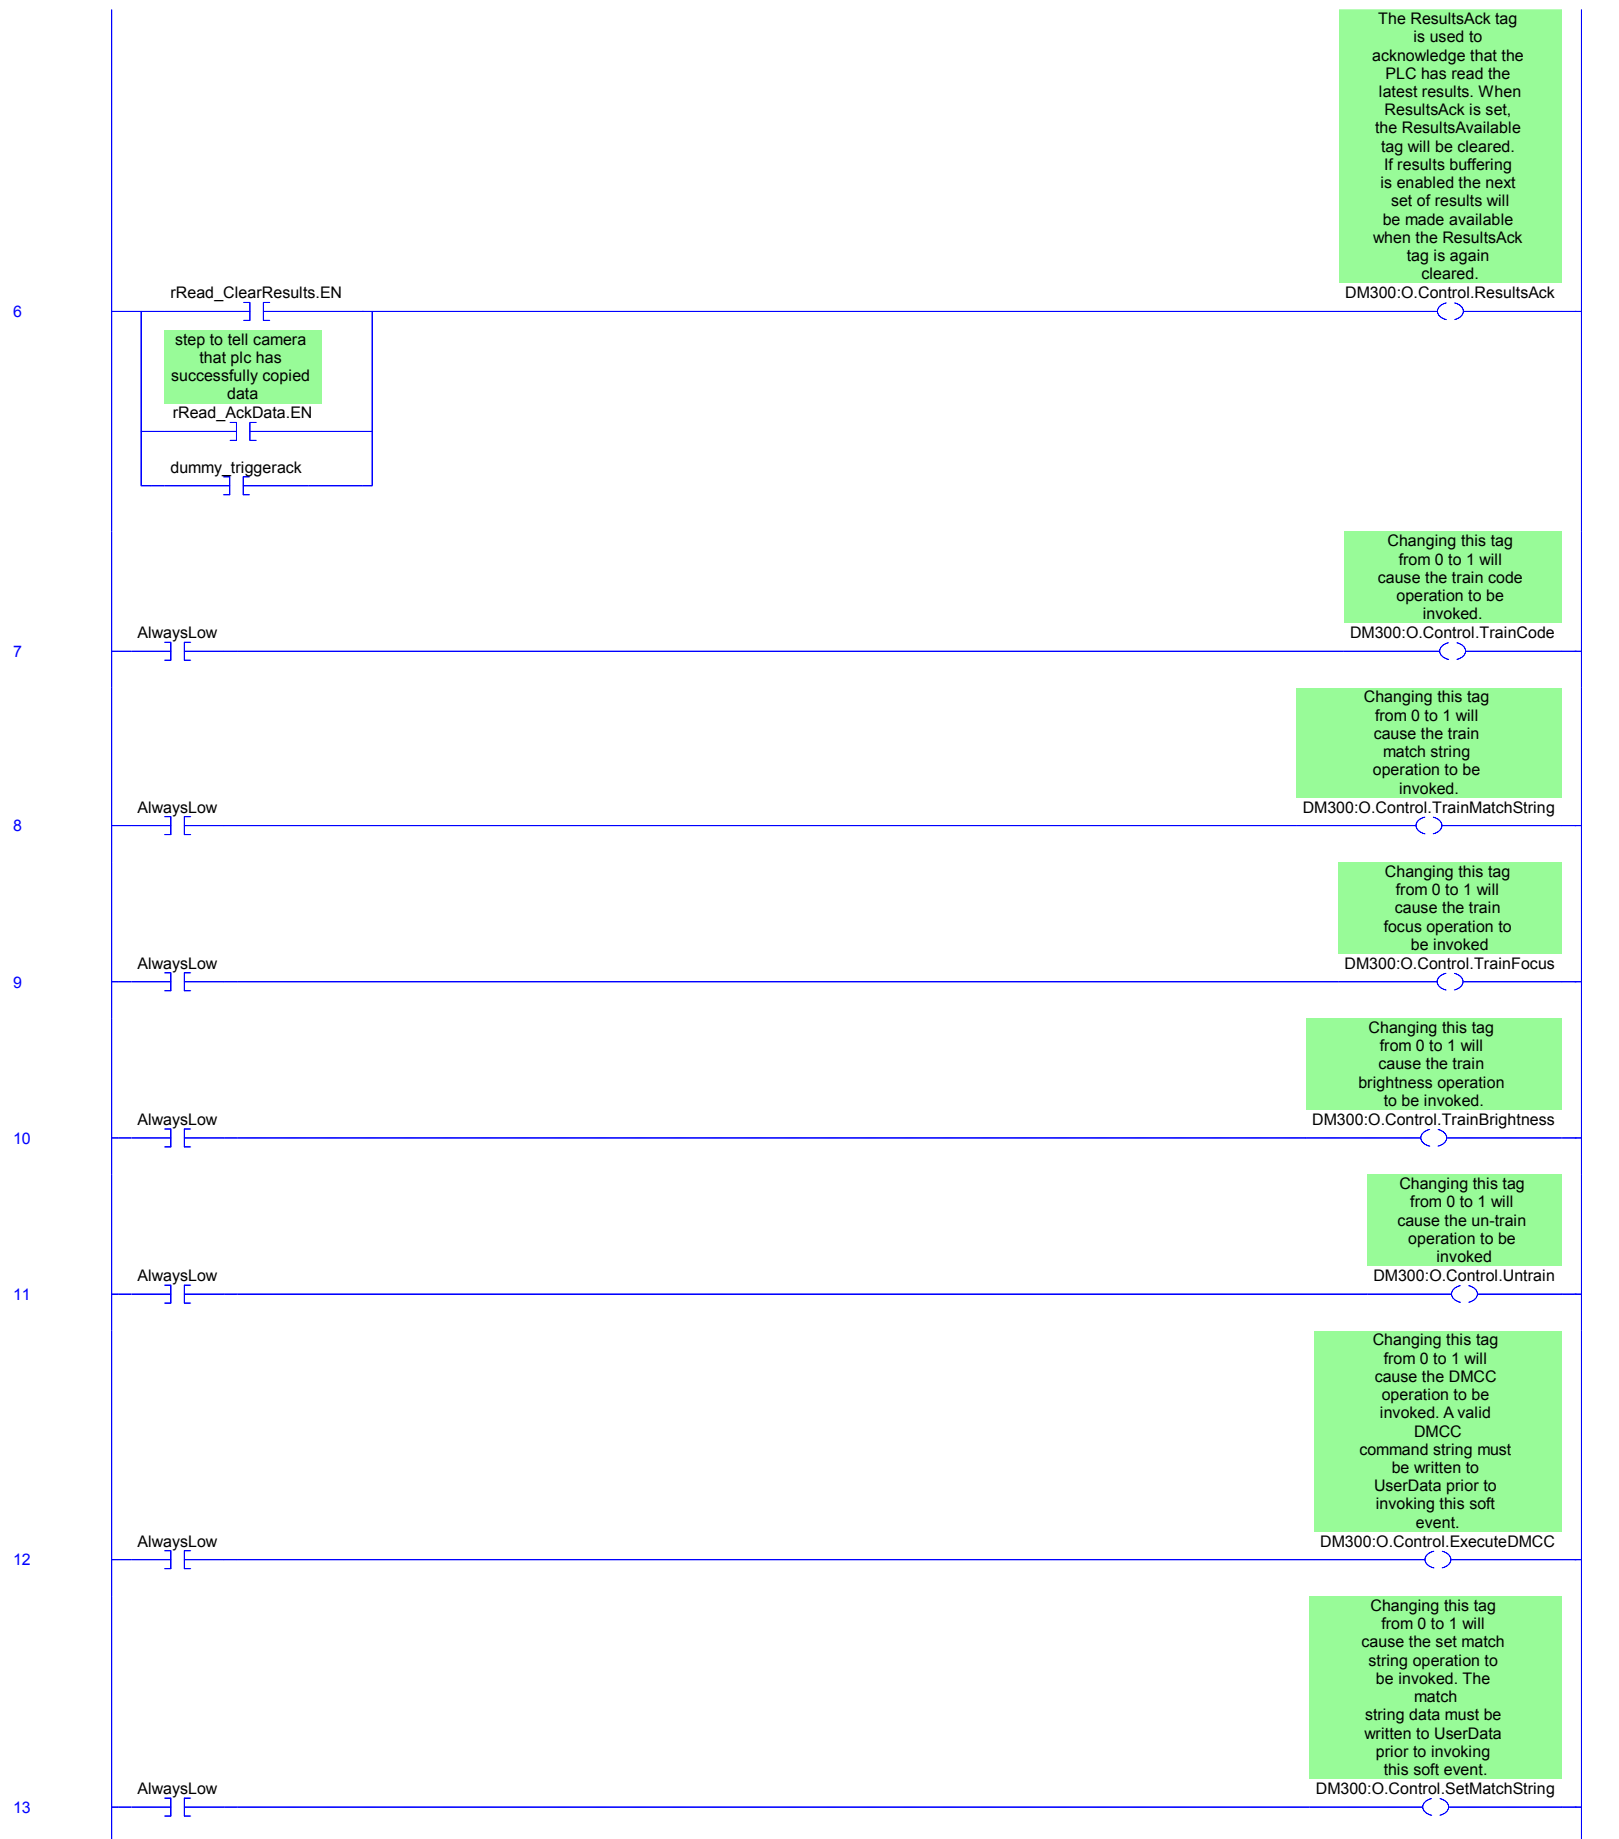 The ResultsAck tag
is used to
acknowledge that the
PLC has read the
latest results. When
ResultsAck is set,
the ResultsAvailable
tag will be cleared.
If results buffering
is enabled the next
set of results will
be made available
when the ResultsAck
tag is again
cleared.
rRead_ClearResults.EN
DM300:O.Control.ResultsAck
6
step to tell camera
that plc has
successfully copied
data
rRead_AckData.EN
dummy_triggerack
Changing this tag
from 0 to 1 will
cause the train code
operation to be
invoked.
AlwaysLow
DM300:O.Control.TrainCode
7
Changing this tag
from 0 to 1 will
cause the train
match string
operation to be
invoked.
AlwaysLow
DM300:O.Control.TrainMatchString
8
Changing this tag
from 0 to 1 will
cause the train
focus operation to
be invoked
AlwaysLow
DM300:O.Control.TrainFocus
9
Changing this tag
from 0 to 1 will
cause the train
brightness operation
to be invoked.
AlwaysLow
DM300:O.Control.TrainBrightness
10
Changing this tag
from 0 to 1 will
cause the un-train
operation to be
invoked
AlwaysLow
DM300:O.Control.Untrain
11
Changing this tag
from 0 to 1 will
cause the DMCC
operation to be
invoked. A valid
DMCC
command string must
be written to
UserData prior to
invoking this soft
event.
AlwaysLow
DM300:O.Control.ExecuteDMCC
12
Changing this tag
from 0 to 1 will
cause the set match
string operation to
be invoked. The
match
string data must be
written to UserData
prior to invoking
this soft event.
AlwaysLow
DM300:O.Control.SetMatchString
13